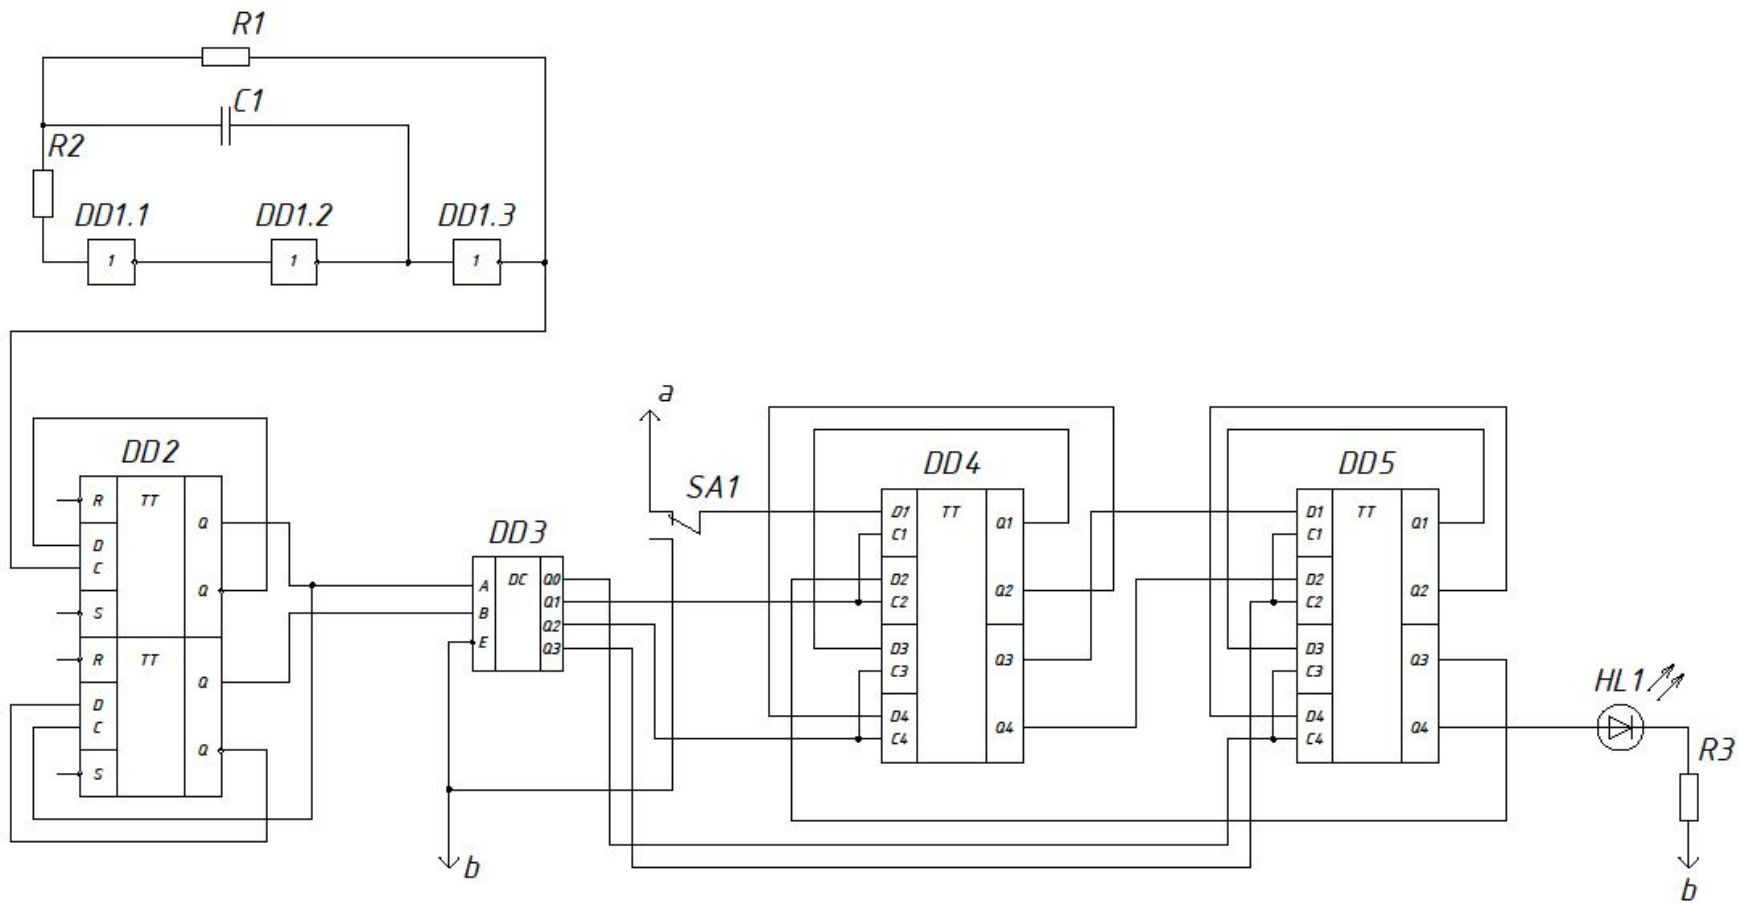 R1
C1
R2
DD1.1 DD1.2 DD1.3
1 1 1
a
DD2
SA1
DD4
DD5
DD3
R TT Q
D
C Q
S
R TT Q
D
C Q
S
A DC Q0
B Q1
E Q2
Q3
D1 TT Q1
C1
D2 Q2
C2
D3 Q3
C3
D4 Q4
C4
D1 TT Q1
C1
D2 Q2
C2
D3 Q3
C3
D4 Q4
C4
HL1
R3
b
b